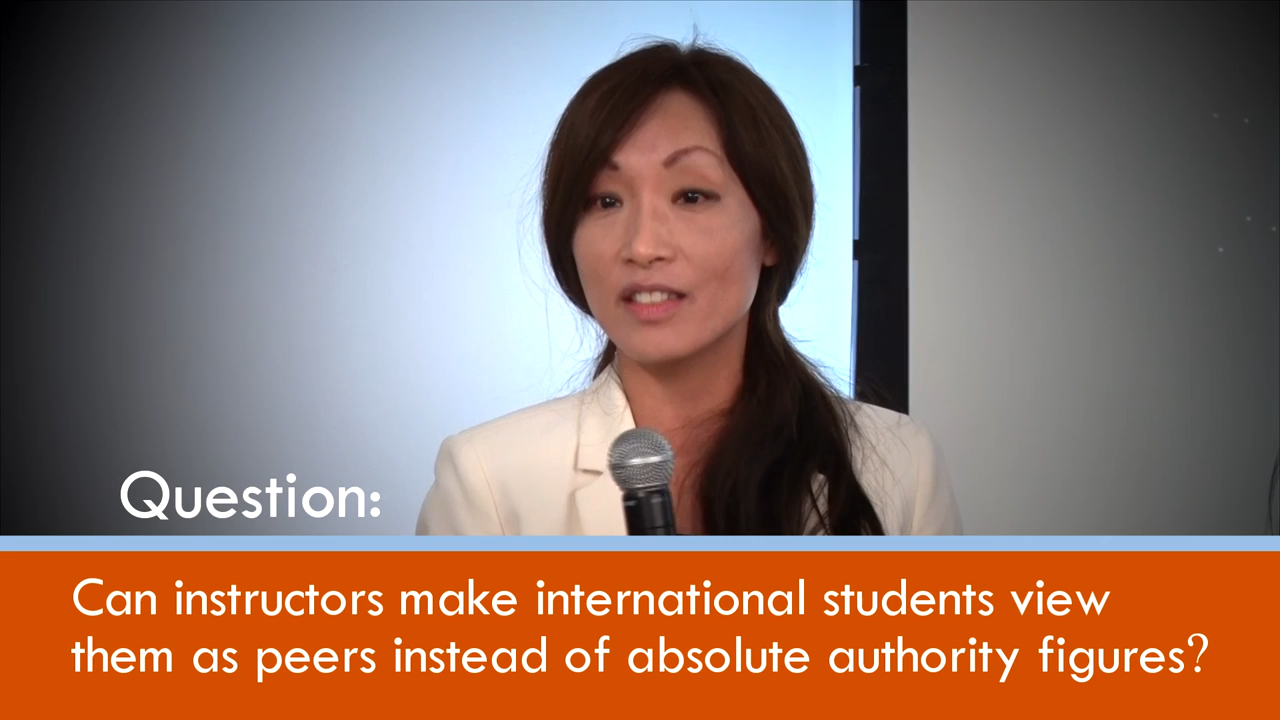 Question:
Can instructors make international students view
them as peers instead of absolute authority figures?